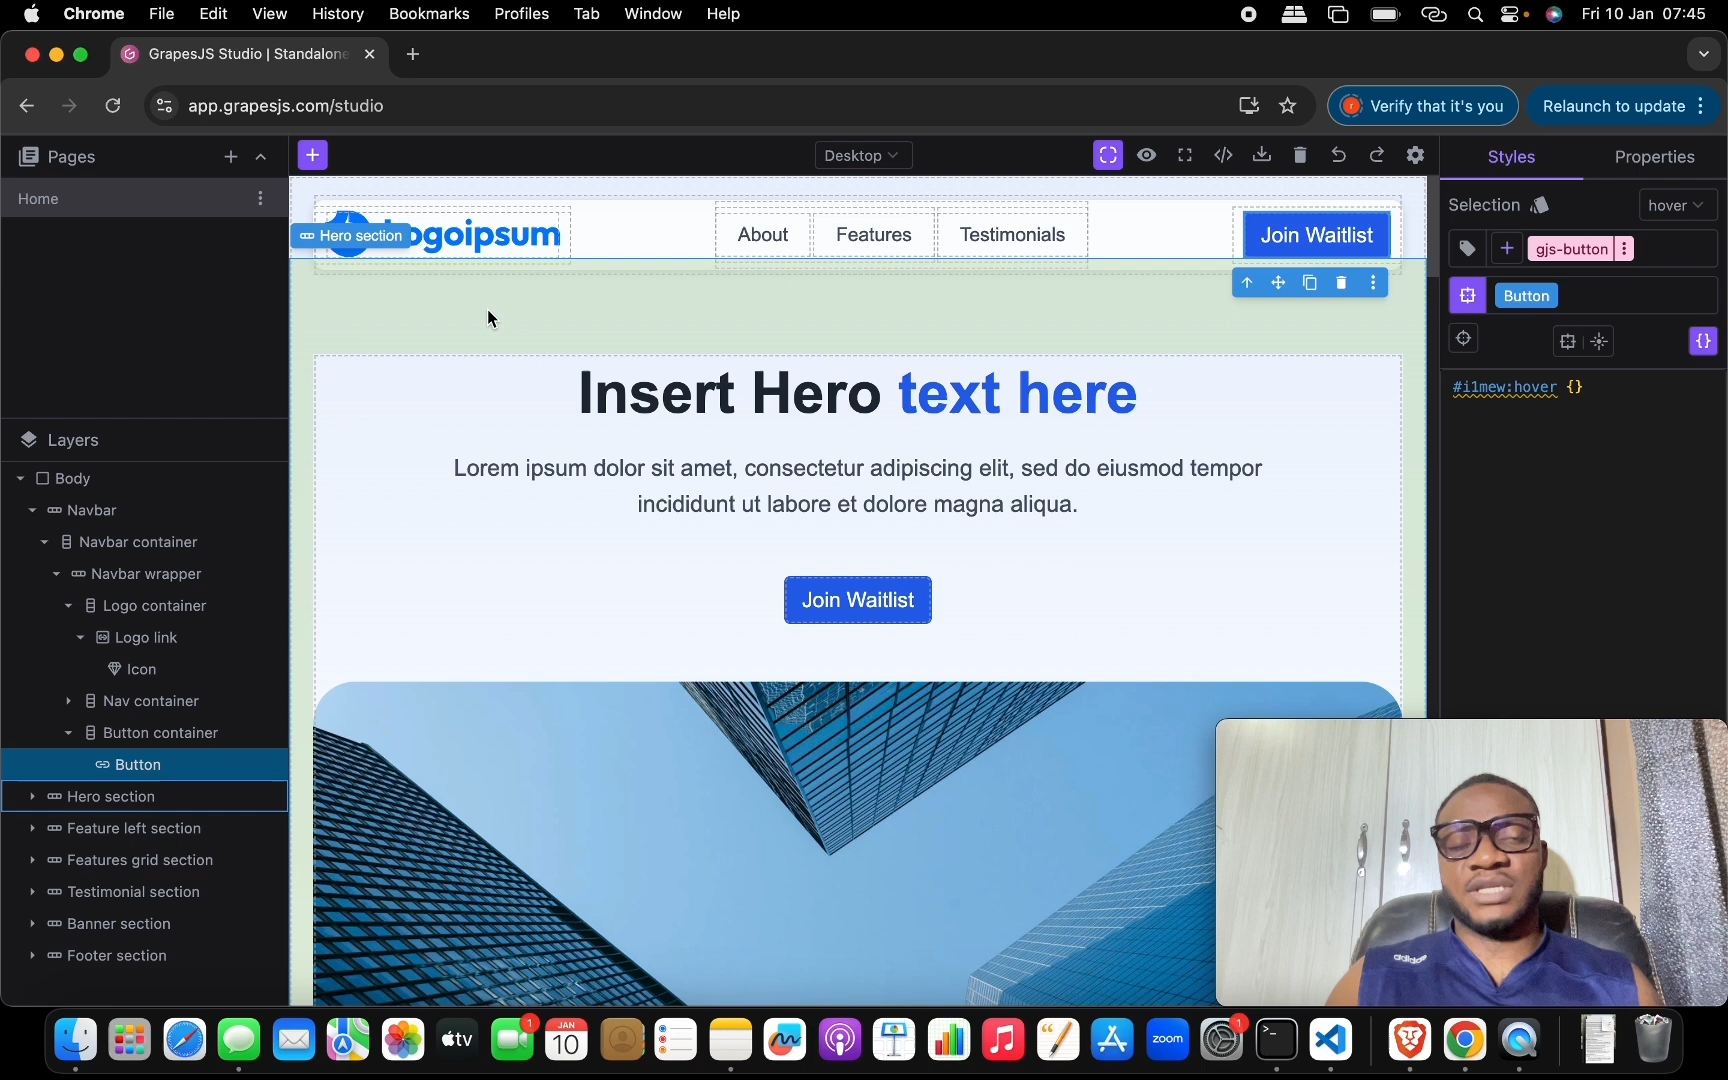 Chrome File Edit View History Bookmarks Profiles Tab Window Help Fri 10 Jan 07:45
GrapesJS Studio | Standalone
app.grapesjs.com/studio Verify that it's you Relaunch to update
Pages Desktop Styles Properties
Home Selection hover
logoipsum About Features Testimonials Join Waitlist
Hero section
gjs-button
Button
Insert Hero text here
#i1mew:hover {}
Layers
Lorem ipsum dolor sit amet, consectetur adipiscing elit, sed do eiusmod tempor
incididunt ut labore et dolore magna aliqua.
Join Waitlist
Body
Navbar
Navbar container
Navbar wrapper
Logo container
Logo link
Icon
Nav container
Button container
Button
Hero section
Feature left section
Features grid section
Testimonial section
Banner section
Footer section
adidas
tv
1
JAN
10
zoom
1